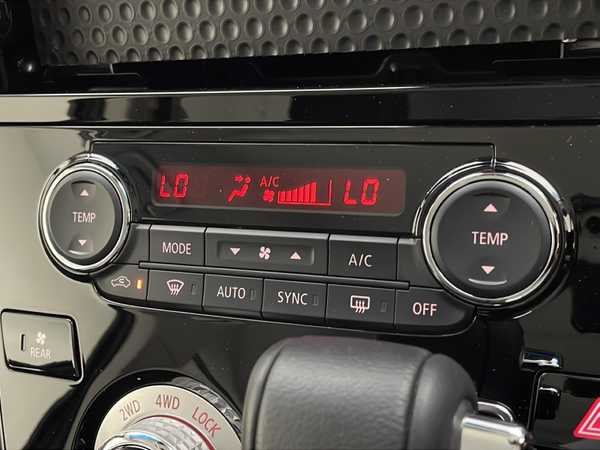 LO A/C LO
TEMP
MODE
A/C
TEMP
AUTO
SYNC
OFF
REAR
2WD 4WD LOCK